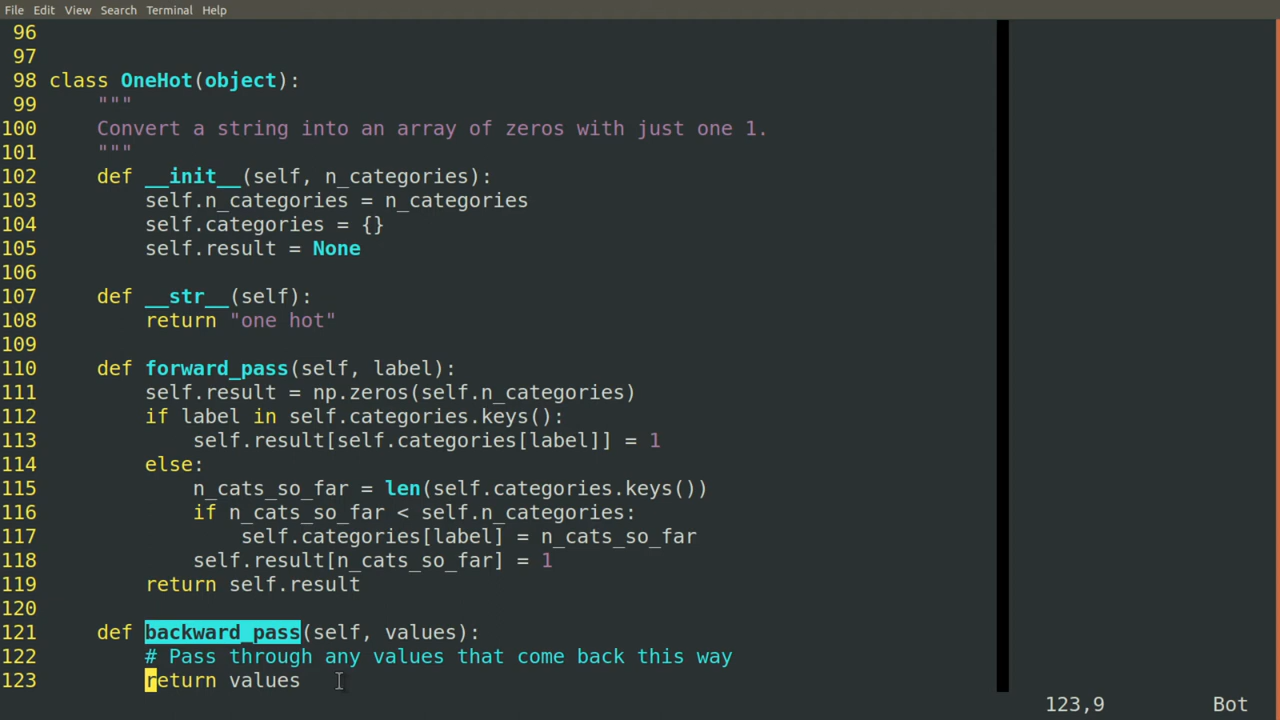 File Edit View Search Terminal Help
96
97
98 class OneHot(object):
99     """
100     Convert a string into an array of zeros with just one 1.
101     """
102     def __init__(self, n_categories):
103         self.n_categories = n_categories
104         self.categories = {}
105         self.result = None
106
107     def __str__(self):
108         return "one hot"
109
110     def forward_pass(self, label):
111         self.result = np.zeros(self.n_categories)
112         if label in self.categories.keys():
113             self.result[self.categories[label]] = 1
114         else:
115             n_cats_so_far = len(self.categories.keys())
116             if n_cats_so_far < self.n_categories:
117                 self.categories[label] = n_cats_so_far
118             self.result[n_cats_so_far] = 1
119         return self.result
120
121     def backward_pass(self, values):
122         # Pass through any values that come back this way
123         return values
123,9 Bot